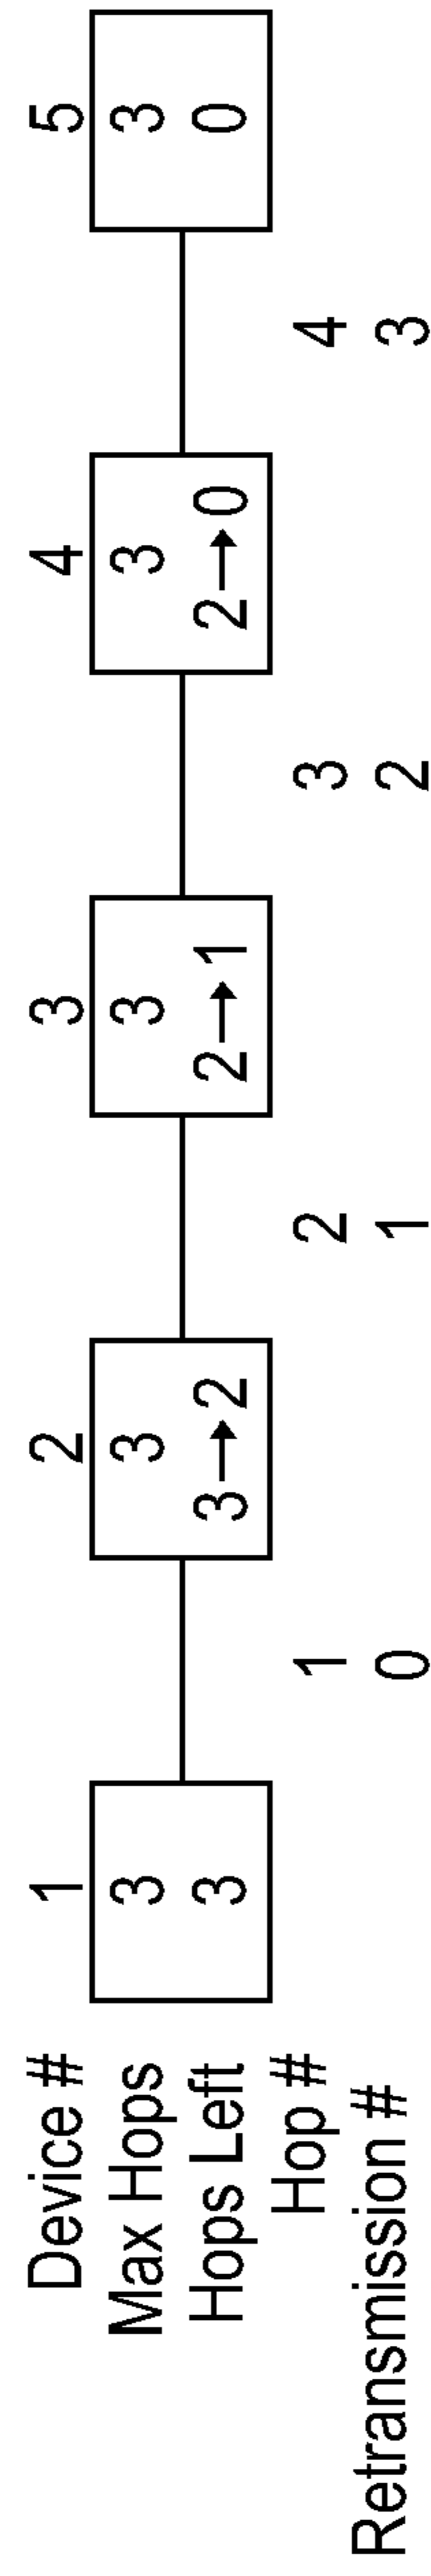 Device # 1 2 3 4 5
Max Hops 3 3 3 3 3
Hops Left 3 3→2 2→1 2→0 0
Hop # 1 2 3 4
Retransmission # 0 1 2 3